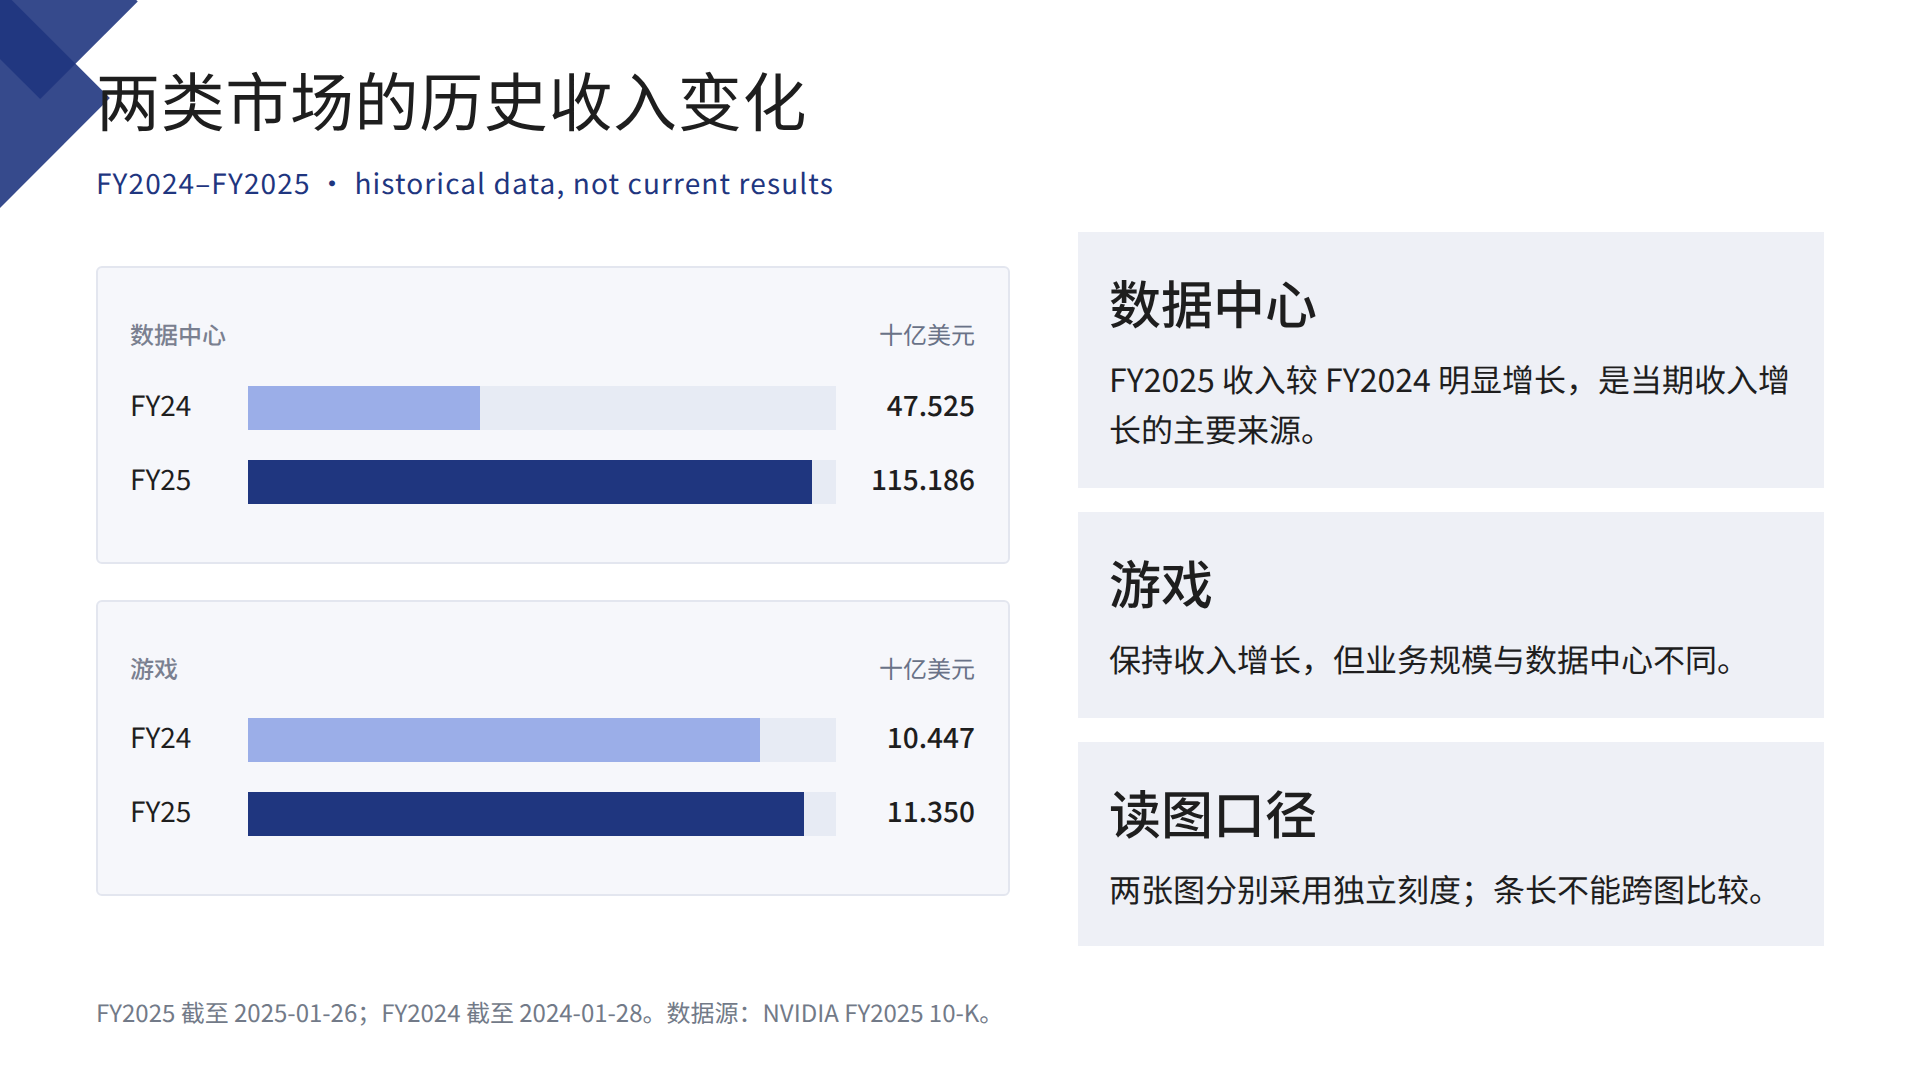 两类市场的历史收入变化
FY2024–FY2025 • historical data, not current results
数据中心 十亿美元
FY24 47.525
FY25 115.186
游戏 十亿美元
FY24 10.447
FY25 11.350
数据中心
FY2025 收入较 FY2024 明显增长，是当期收入增
长的主要来源。
游戏
保持收入增长，但业务规模与数据中心不同。
读图口径
两张图分别采用独立刻度；条长不能跨图比较。
FY2025 截至 2025-01-26；FY2024 截至 2024-01-28。数据源：NVIDIA FY2025 10-K。